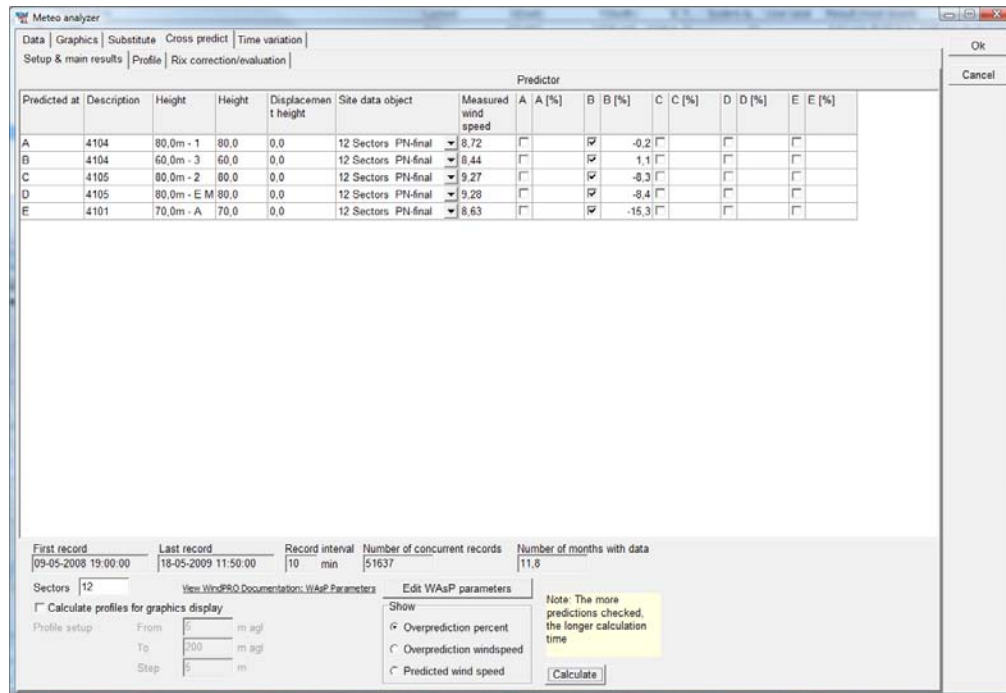 Meteo analyzer
Data Graphics Substitute Cross predict Time variation
Ok
Setup & main results Profile Rix correction/evaluation
Cancel
Predictor
Predicted at Description Height Height Displacemen t height Site data object Measured wind speed A A [%] B B [%] C C [%] D D [%] E E [%]
A 4104 80,0m - 1 80,0 0,0 12 Sectors PN-final 8,72 -0,2
B 4104 60,0m - 3 60,0 0,0 12 Sectors PN-final 8,44 1,1
C 4105 80,0m - 2 80,0 0,0 12 Sectors PN-final 9,27 -8,3
D 4105 80,0m - E M 80,0 0,0 12 Sectors PN-final 9,28 -8,4
E 4101 70,0m - A 70,0 0,0 12 Sectors PN-final 8,63 -15,3
First record Last record Record interval Number of concurrent records Number of months with data
09-05-2008 19:00:00 18-05-2009 11:50:00 10 min 51637 11,8
Sectors 12 View WindPRO Documentation: WAsP Parameters Edit WAsP parameters
Calculate profiles for graphics display
Profile setup From 5 m agl
To 200 m agl
Step 5 m
Show
Overprediction percent
Overprediction windspeed
Predicted wind speed
Note: The more
predictions checked,
the longer calculation
time
Calculate